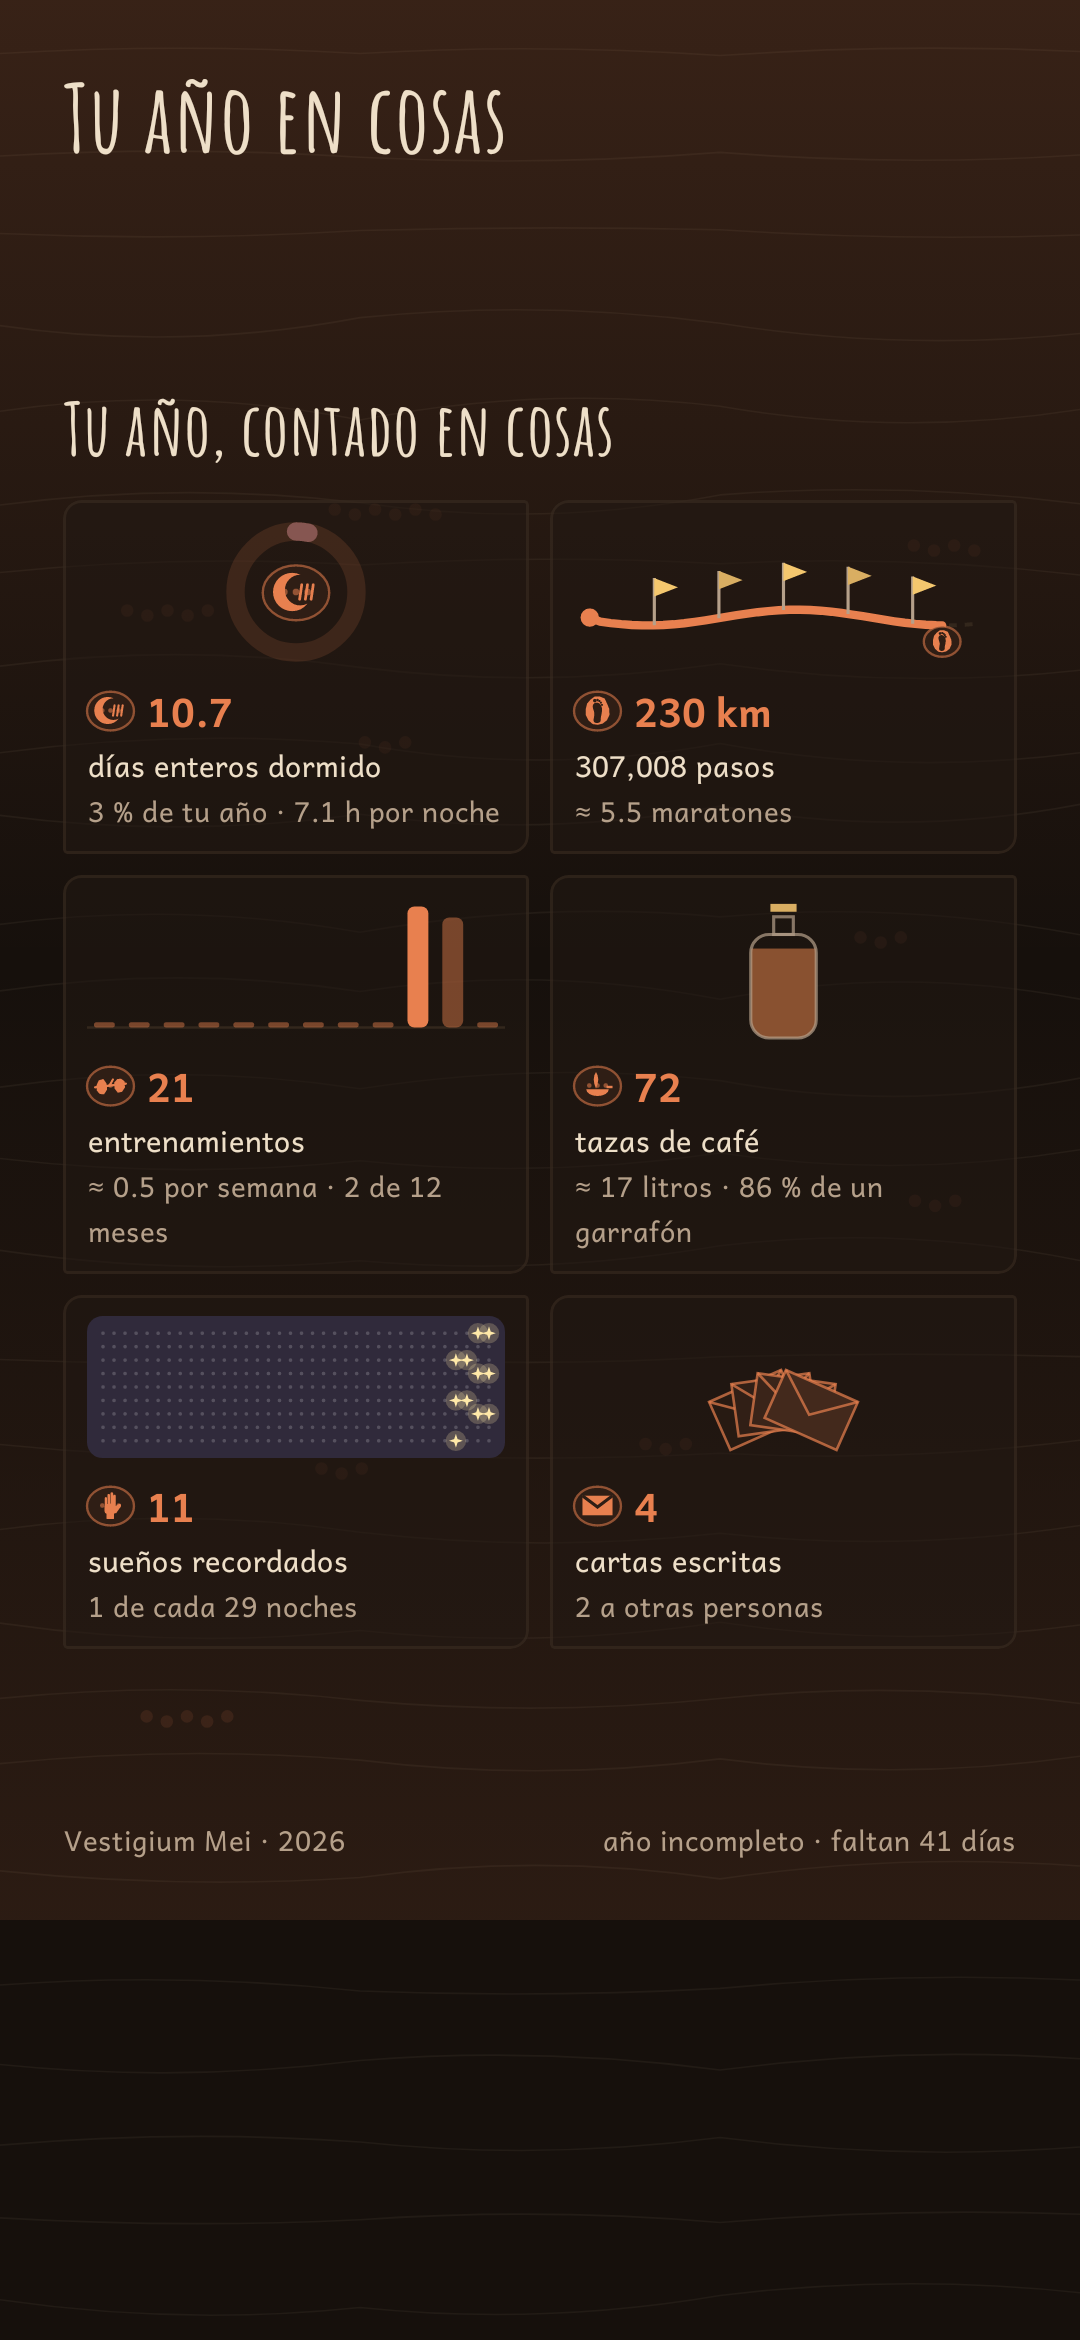 Tu año en cosas
Tu año, contado en cosas
10.7
días enteros dormido
3 % de tu año · 7.1 h por noche
230 km
307,008 pasos
≈ 5.5 maratones
21
entrenamientos
≈ 0.5 por semana · 2 de 12
meses
72
tazas de café
≈ 17 litros · 86 % de un
garrafón
11
sueños recordados
1 de cada 29 noches
4
cartas escritas
2 a otras personas
Vestigium Mei · 2026
año incompleto · faltan 41 días